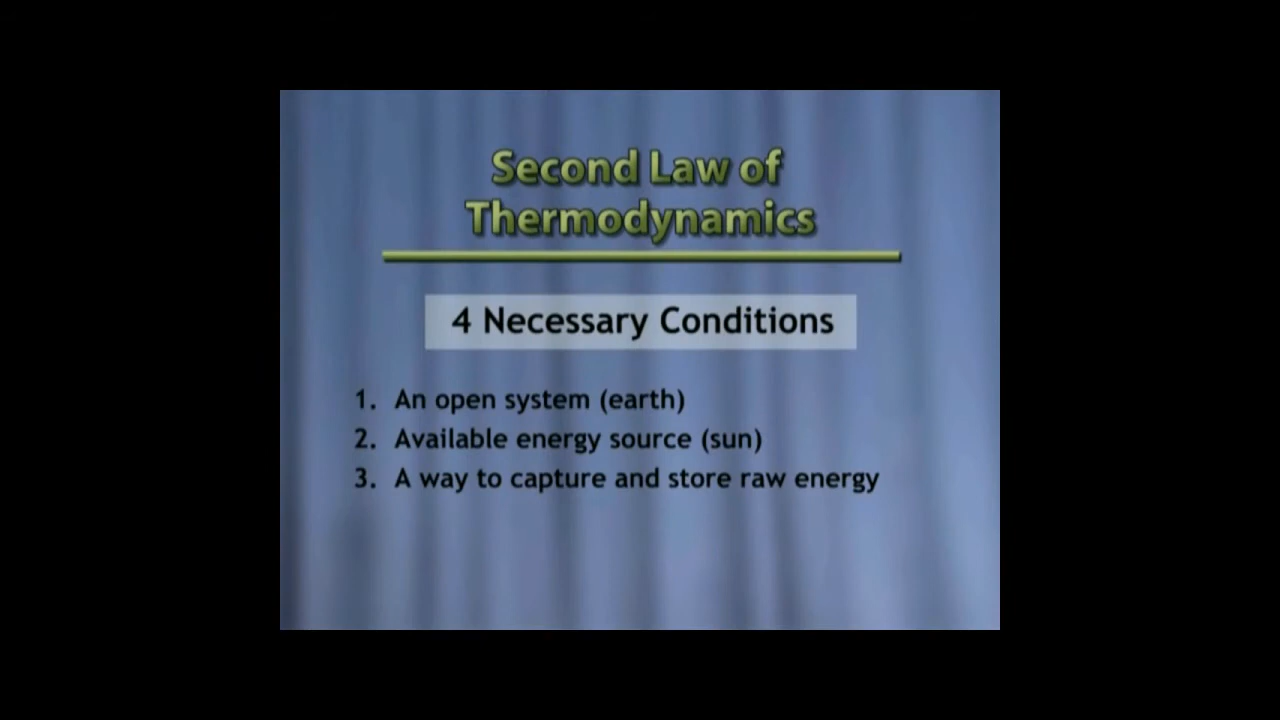 Second Law of
Thermodynamics
4 Necessary Conditions
1. An open system (earth)
2. Available energy source (sun)
3. A way to capture and store raw energy